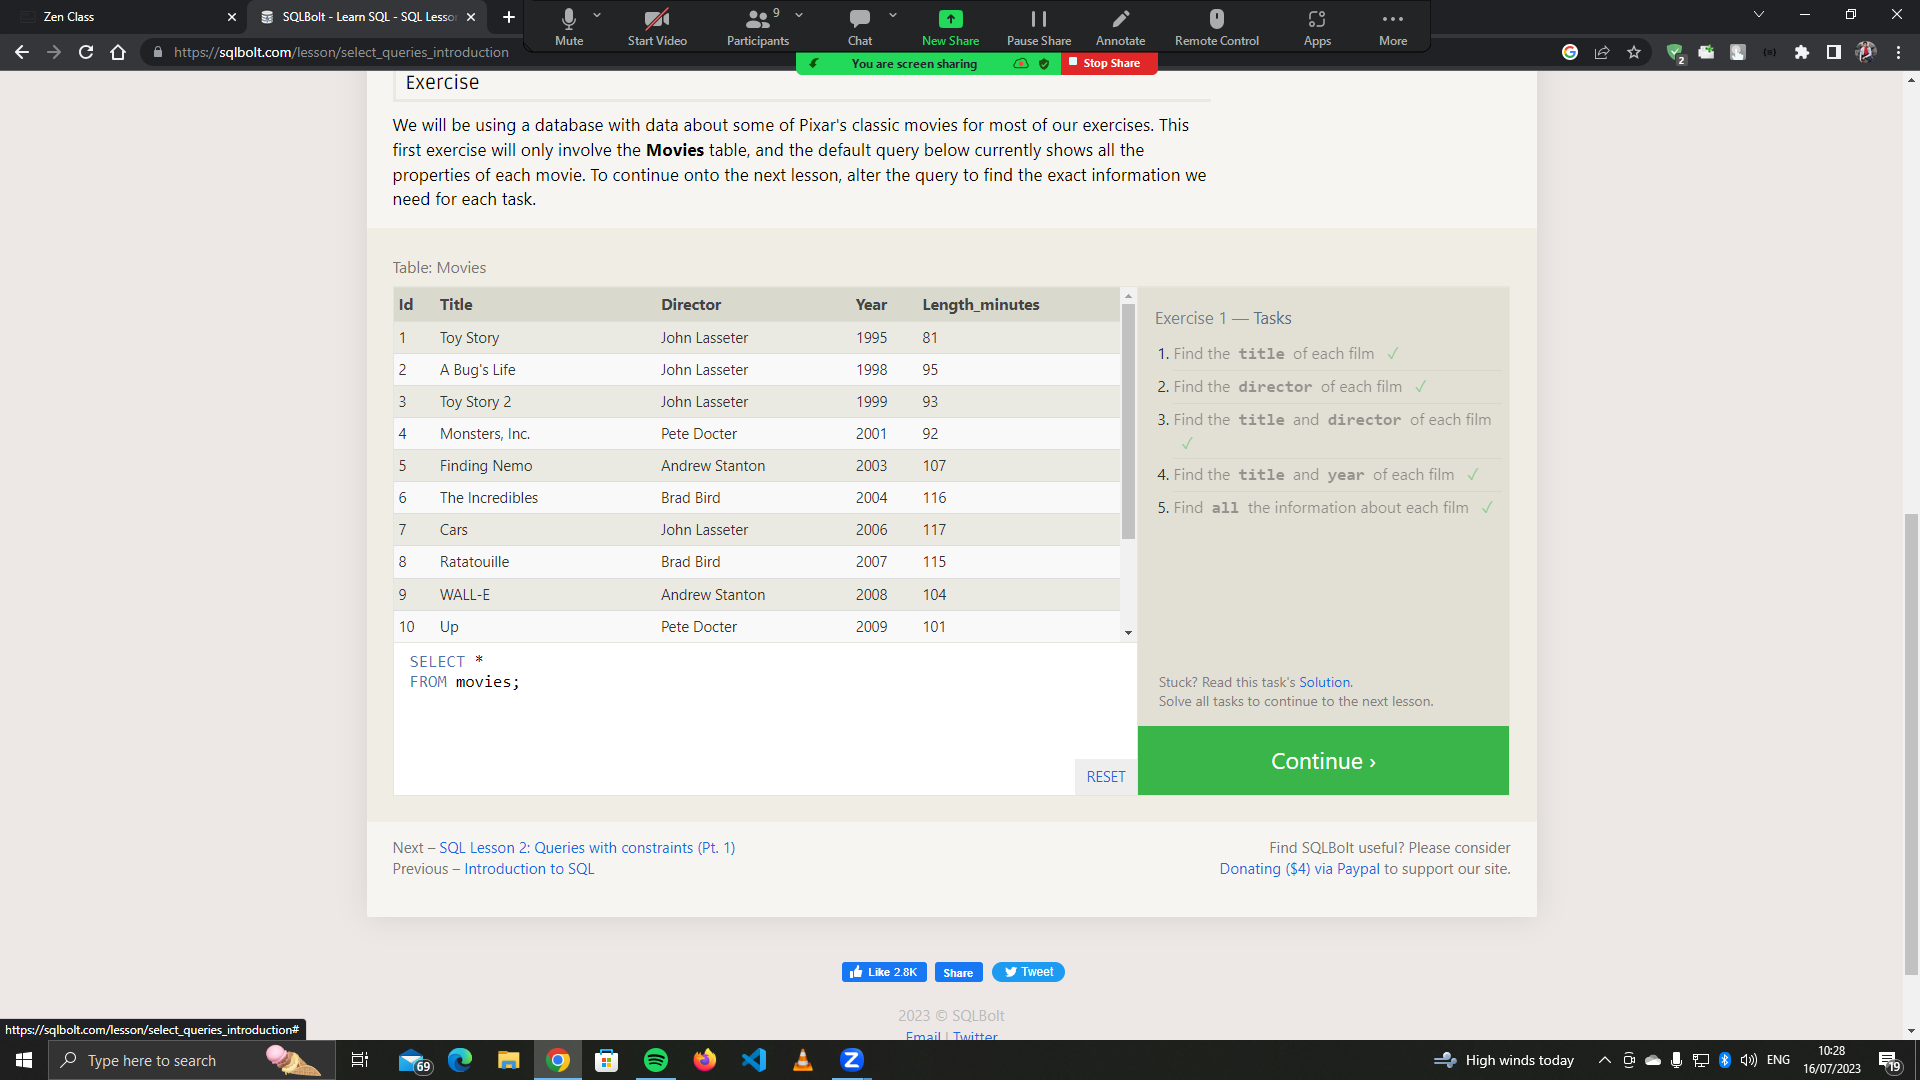 Zen Class
SQLBolt - Learn SQL - SQL Lesson
Mute
Start Video
Participants
9
Chat
New Share
Pause Share
Annotate
Remote Control
Apps
More
https://sqlbolt.com/lesson/select_queries_introduction
You are screen sharing
Stop Share
2
Exercise
We will be using a database with data about some of Pixar's classic movies for most of our exercises. This
first exercise will only involve the Movies table, and the default query below currently shows all the
properties of each movie. To continue onto the next lesson, alter the query to find the exact information we
need for each task.
Table: Movies
Id Title Director Year Length_minutes
1 Toy Story John Lasseter 1995 81
2 A Bug's Life John Lasseter 1998 95
3 Toy Story 2 John Lasseter 1999 93
4 Monsters, Inc. Pete Docter 2001 92
5 Finding Nemo Andrew Stanton 2003 107
6 The Incredibles Brad Bird 2004 116
7 Cars John Lasseter 2006 117
8 Ratatouille Brad Bird 2007 115
9 WALL-E Andrew Stanton 2008 104
10 Up Pete Docter 2009 101
SELECT *
FROM movies;
RESET
Exercise 1 — Tasks
1. Find the title of each film ✓
2. Find the director of each film ✓
3. Find the title and director of each film
✓
4. Find the title and year of each film ✓
5. Find all the information about each film ✓
Stuck? Read this task's Solution.
Solve all tasks to continue to the next lesson.
Continue ›
Next – SQL Lesson 2: Queries with constraints (Pt. 1)
Previous – Introduction to SQL
Find SQLBolt useful? Please consider
Donating ($4) via Paypal to support our site.
Like 2.8K
Share
Tweet
2023 © SQLBolt
Email | Twitter
https://sqlbolt.com/lesson/select_queries_introduction#
Type here to search
69
High winds today
ENG
10:28
16/07/2023
19